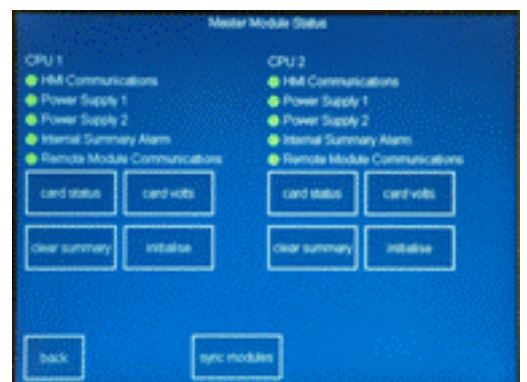 Master Module Status
CPU 1
HMI Communications
Power Supply 1
Power Supply 2
Internal Summary Alarm
Remote Module Communications
card status
card volts
clear summary
initialise
CPU 2
HMI Communications
Power Supply 1
Power Supply 2
Internal Summary Alarm
Remote Module Communications
card status
card volts
clear summary
initialise
back
sync modules